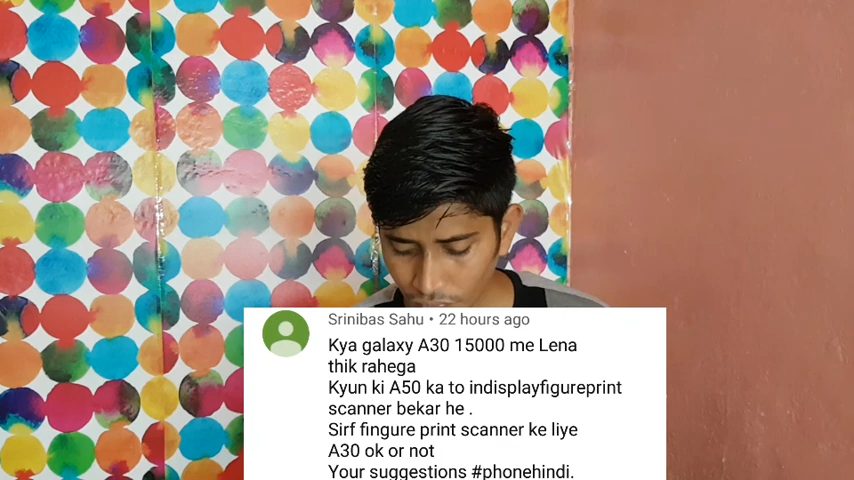 Srinibas Sahu • 22 hours ago
Kya galaxy A30 15000 me Lena
thik rahega
Kyun ki A50 ka to indisplayfigureprint
scanner bekar he .
Sirf fingure print scanner ke liye
A30 ok or not
Your suggestions #phonehindi.